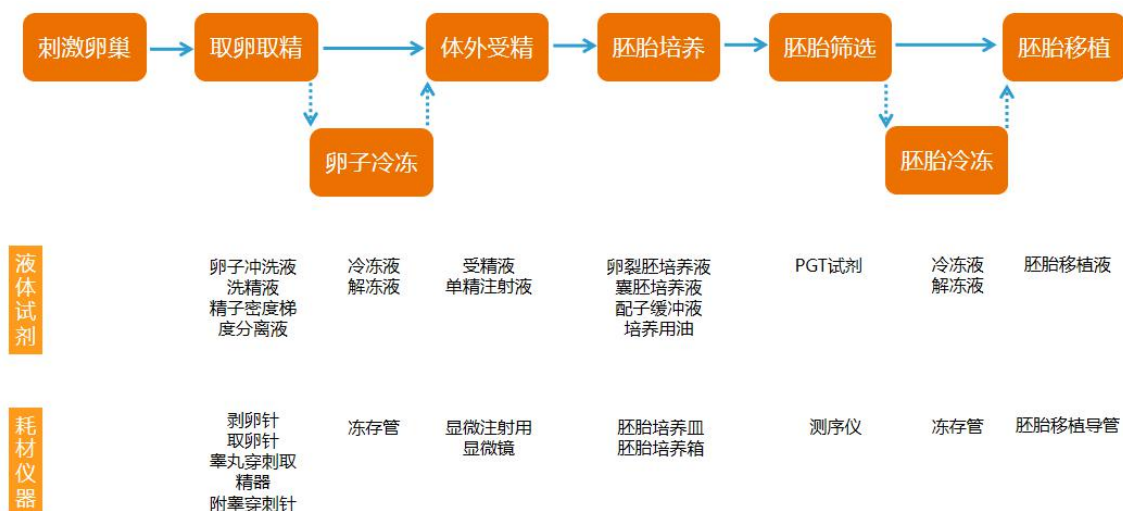 刺激卵巢
取卵取精
体外受精
胚胎培养
胚胎筛选
胚胎移植
卵子冷冻
胚胎冷冻
液体试剂
卵子冲洗液
洗精液
精子密度梯
度分离液
冷冻液
解冻液
受精液
单精注射液
卵裂胚培养液
囊胚培养液
配子缓冲液
培养用油
PGT试剂
冷冻液
解冻液
胚胎移植液
耗材仪器
剥卵针
取卵针
睾丸穿刺取
精器
附睾穿刺针
冻存管
显微注射用
显微镜
胚胎培养皿
胚胎培养箱
测序仪
冻存管
胚胎移植导管